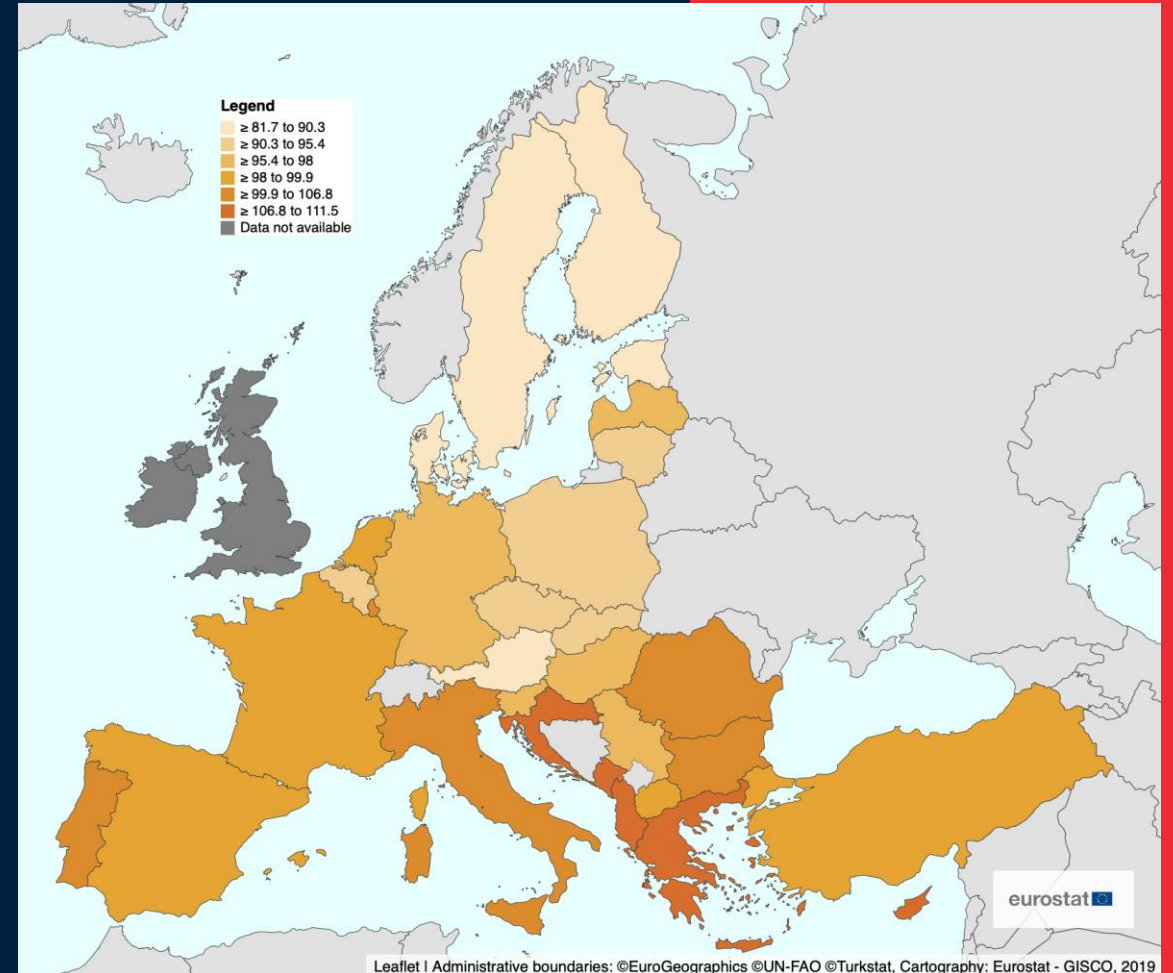 Legend
≥ 81.7 to 90.3
≥ 90.3 to 95.4
≥ 95.4 to 98
≥ 98 to 99.9
≥ 99.9 to 106.8
≥ 106.8 to 111.5
Data not available
eurostat
Leaflet | Administrative boundaries: ©EuroGeographics ©UN-FAO ©Turkstat, Cartography: Eurostat - GISCO, 2019